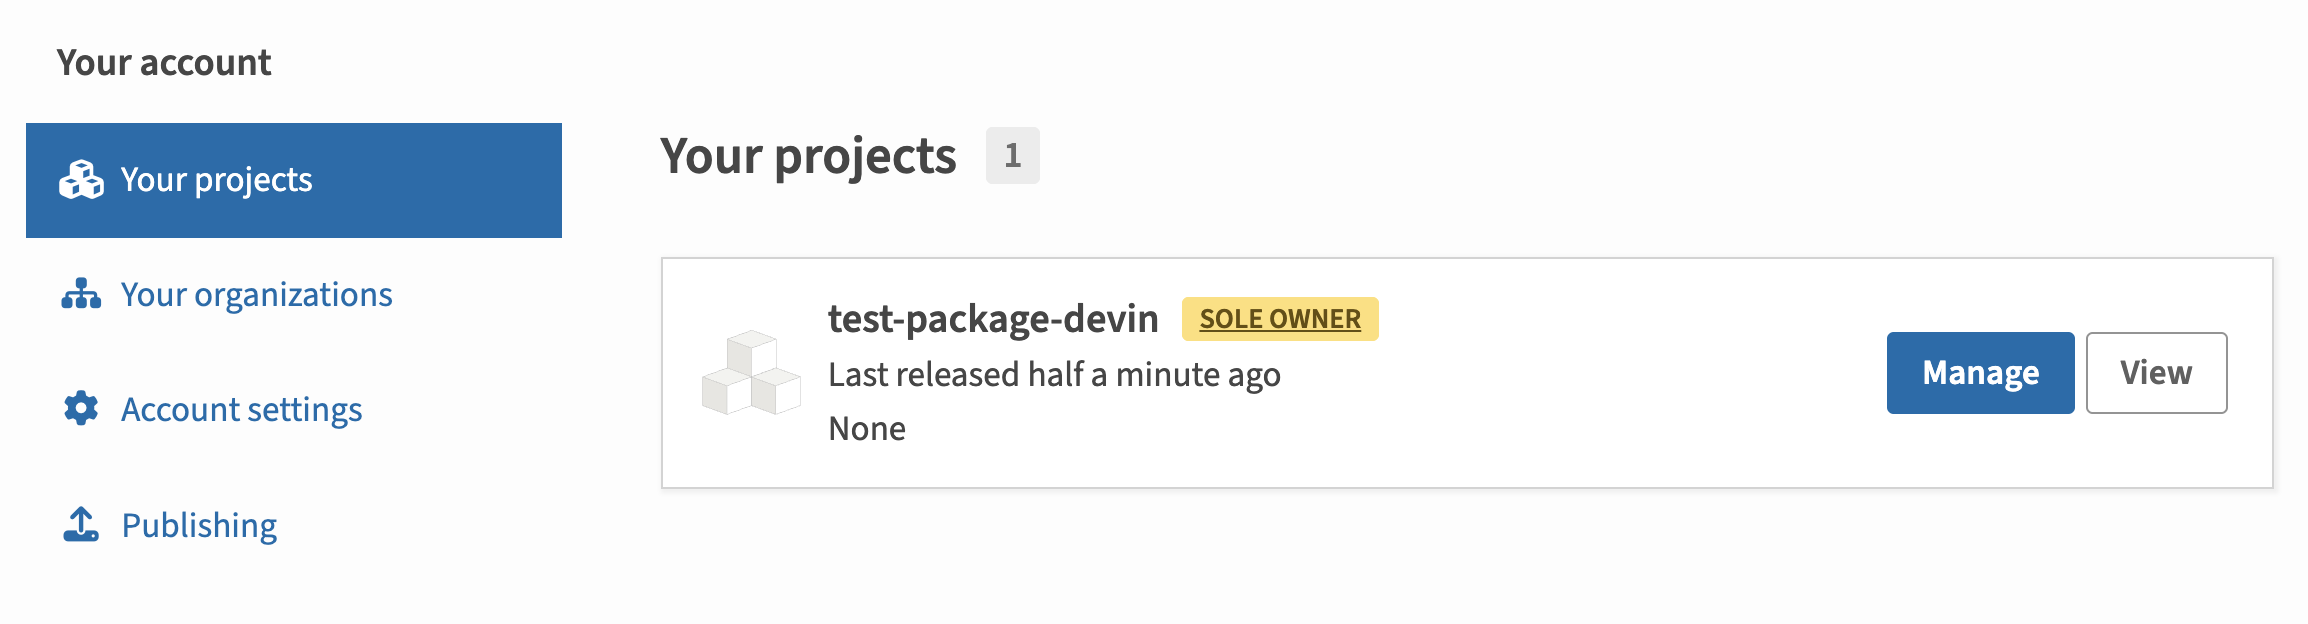 Your account
Your projects
Your organizations
Account settings
Publishing
Your projects 1
test-package-devin SOLE OWNER
Last released half a minute ago
None
Manage View